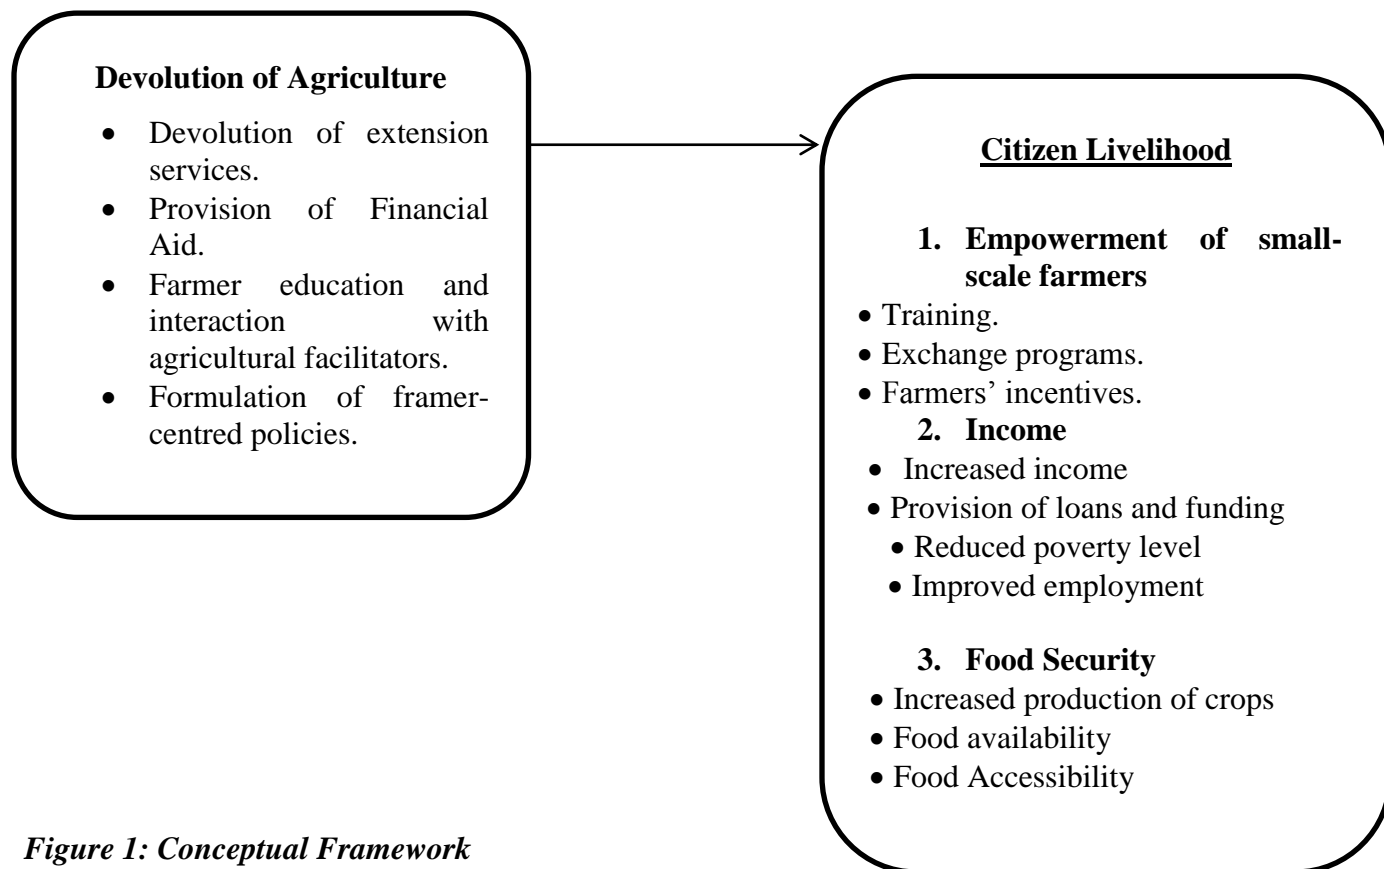 Devolution of Agriculture
• Devolution of extension
services.
• Provision of Financial
Aid.
• Farmer education and
interaction with
agricultural facilitators.
• Formulation of framer-
centred policies.
Citizen Livelihood
1. Empowerment of small-
scale farmers
• Training.
• Exchange programs.
• Farmers’ incentives.
2. Income
• Increased income
• Provision of loans and funding
• Reduced poverty level
• Improved employment
3. Food Security
• Increased production of crops
• Food availability
• Food Accessibility
Figure 1: Conceptual Framework